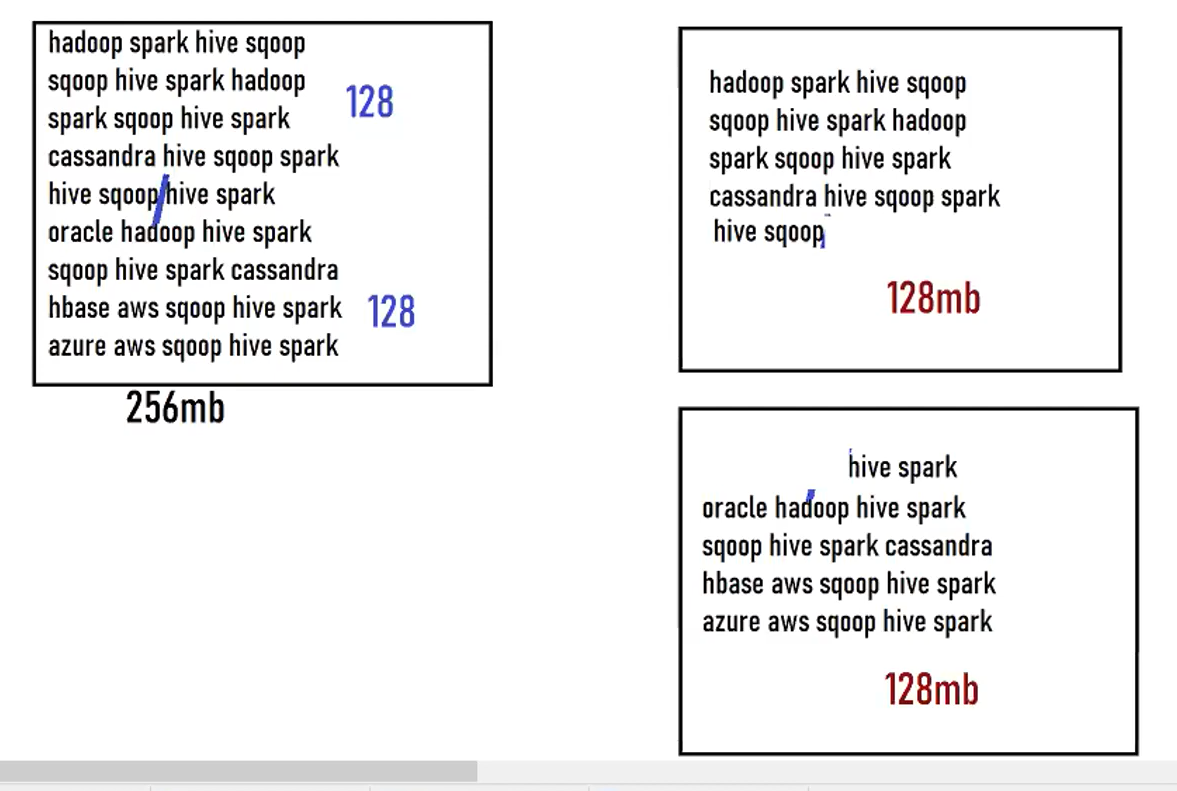 hadoop spark hive sqoop
sqoop hive spark hadoop
spark sqoop hive spark
cassandra hive sqoop spark
hive sqoop hive spark
oracle hadoop hive spark
sqoop hive spark cassandra
hbase aws sqoop hive spark
azure aws sqoop hive spark
128
128
256mb
hadoop spark hive sqoop
sqoop hive spark hadoop
spark sqoop hive spark
cassandra hive sqoop spark
hive sqoop
128mb
hive spark
oracle hadoop hive spark
sqoop hive spark cassandra
hbase aws sqoop hive spark
azure aws sqoop hive spark
128mb